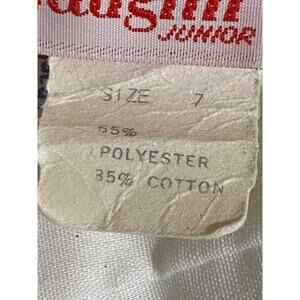 JUNIOR
SIZE 7
65%
POLYESTER
35% COTTON